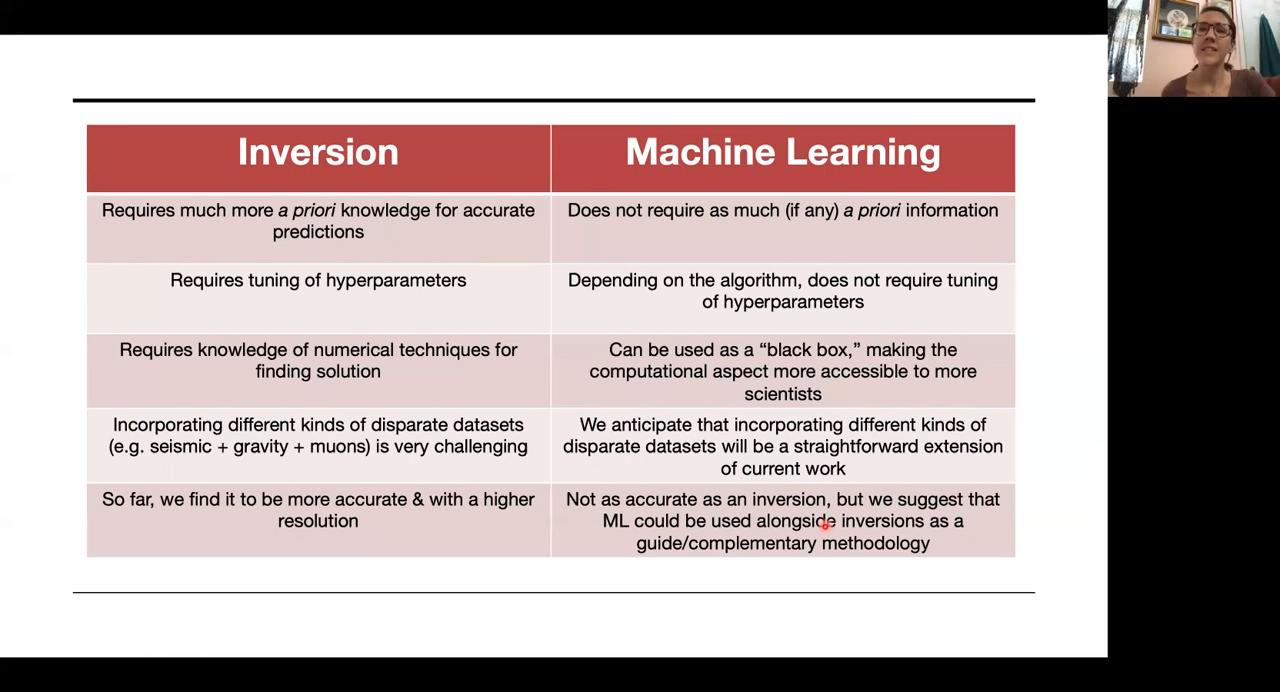 Inversion
Machine Learning
Requires much more a priori knowledge for accurate
predictions
Does not require as much (if any) a priori information
Requires tuning of hyperparameters
Depending on the algorithm, does not require tuning
of hyperparameters
Requires knowledge of numerical techniques for
finding solution
Can be used as a “black box,” making the
computational aspect more accessible to more
scientists
Incorporating different kinds of disparate datasets
(e.g. seismic + gravity + muons) is very challenging
We anticipate that incorporating different kinds of
disparate datasets will be a straightforward extension
of current work
So far, we find it to be more accurate & with a higher
resolution
Not as accurate as an inversion, but we suggest that
ML could be used alongside inversions as a
guide/complementary methodology